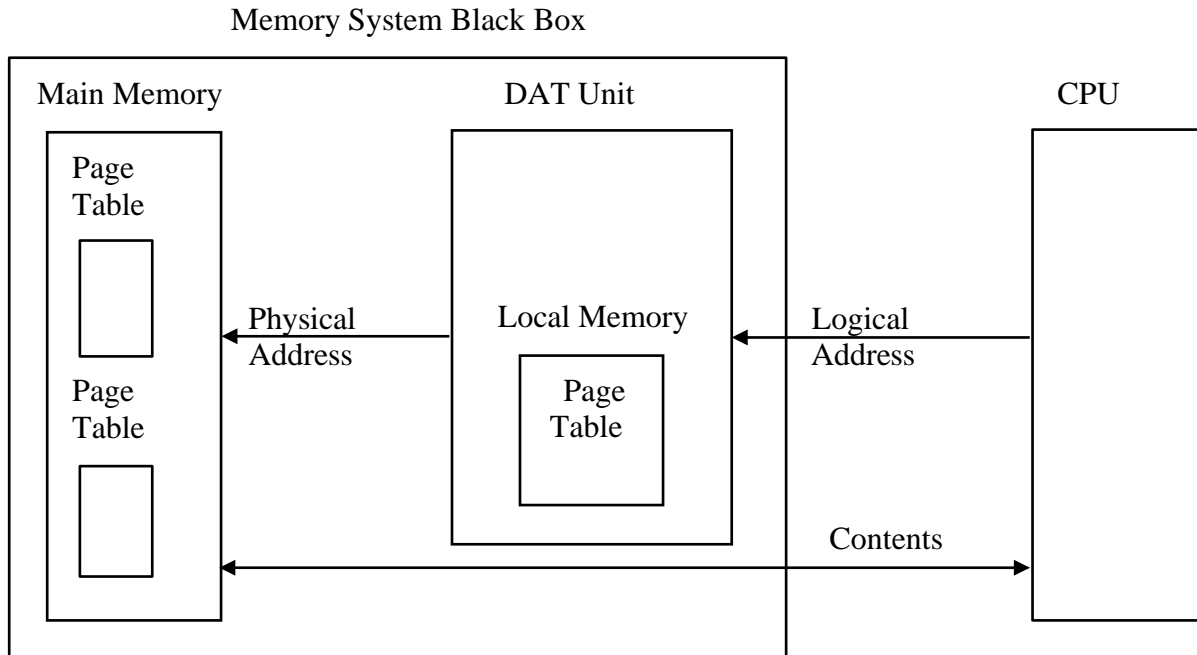 Memory System Black Box
Main Memory
DAT Unit
CPU
Page
Table
Physical
Address
Local Memory
Logical
Address
Page
Table
Page
Table
Contents